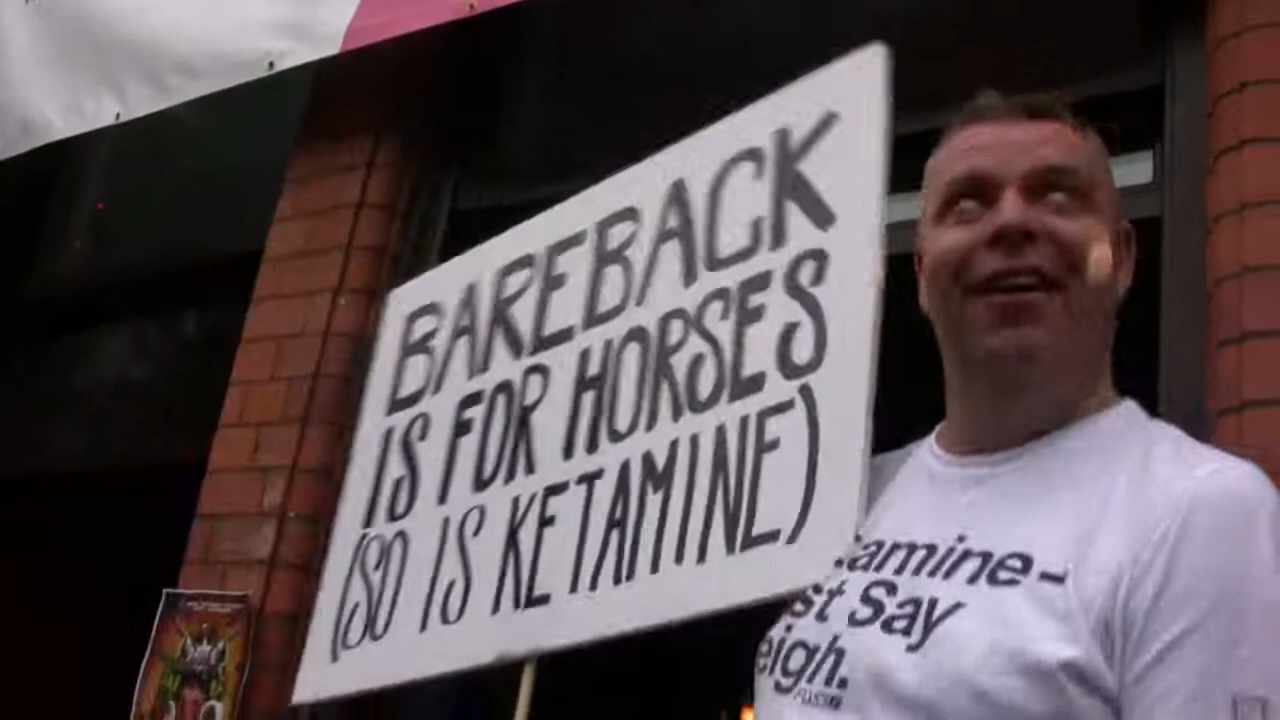 BAREBACK
IS FOR HORSES
(SO IS KETAMINE)
amine-
st Say
eigh.